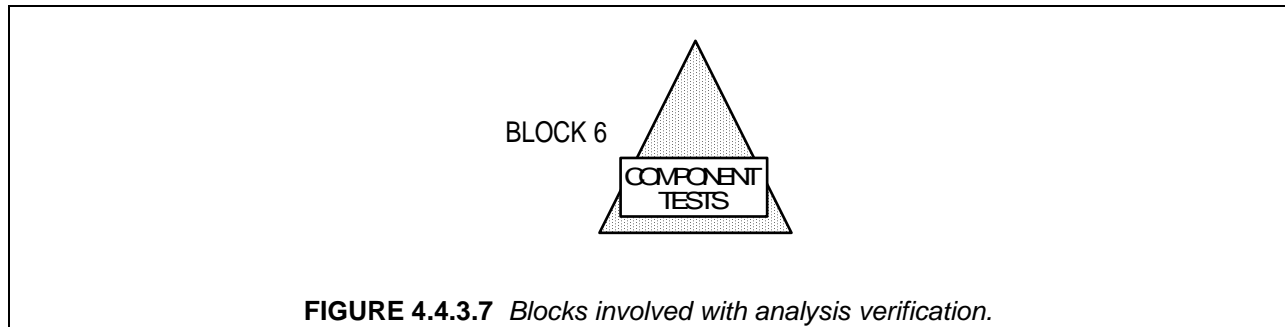 BLOCK 6
COMPONENT
TESTS
FIGURE 4.4.3.7 Blocks involved with analysis verification.